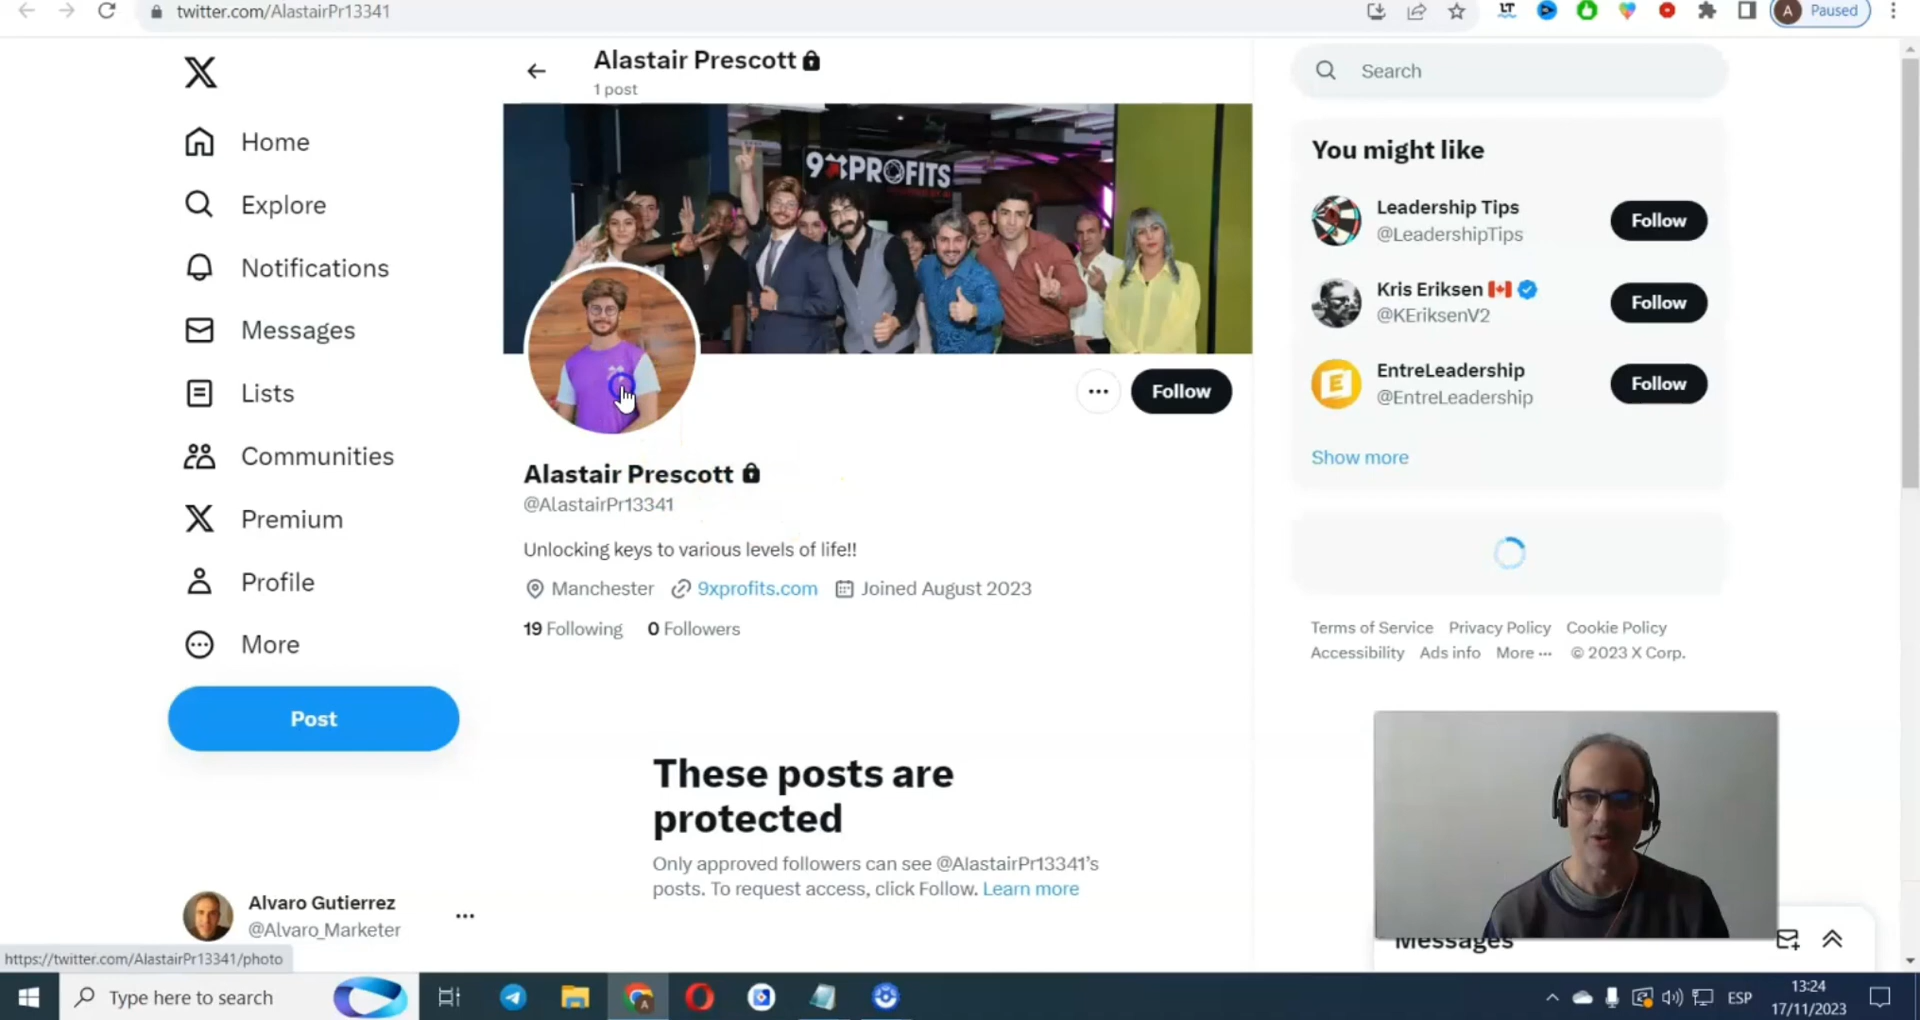 twitter.com/AlastairPr13341
A
Paused
Alastair Prescott
1 post
Search
Home
Explore
Notifications
Messages
Lists
Communities
Premium
Profile
More
Post
9XPROFITS
Follow
Alastair Prescott
@AlastairPr13341
Unlocking keys to various levels of life!!
Manchester 9xprofits.com Joined August 2023
19 Following 0 Followers
These posts are
protected
Only approved followers can see @AlastairPr13341's
posts. To request access, click Follow. Learn more
You might like
Leadership Tips
@LeadershipTips
Follow
Kris Eriksen
@KEriksenV2
Follow
EntreLeadership
@EntreLeadership
Follow
Show more
Terms of Service Privacy Policy Cookie Policy
Accessibility Ads info More ··· © 2023 X Corp.
Alvaro Gutierrez
@Alvaro_Marketer
Messages
https://twitter.com/AlastairPr13341/photo
Type here to search
ESP
13:24
17/11/2023